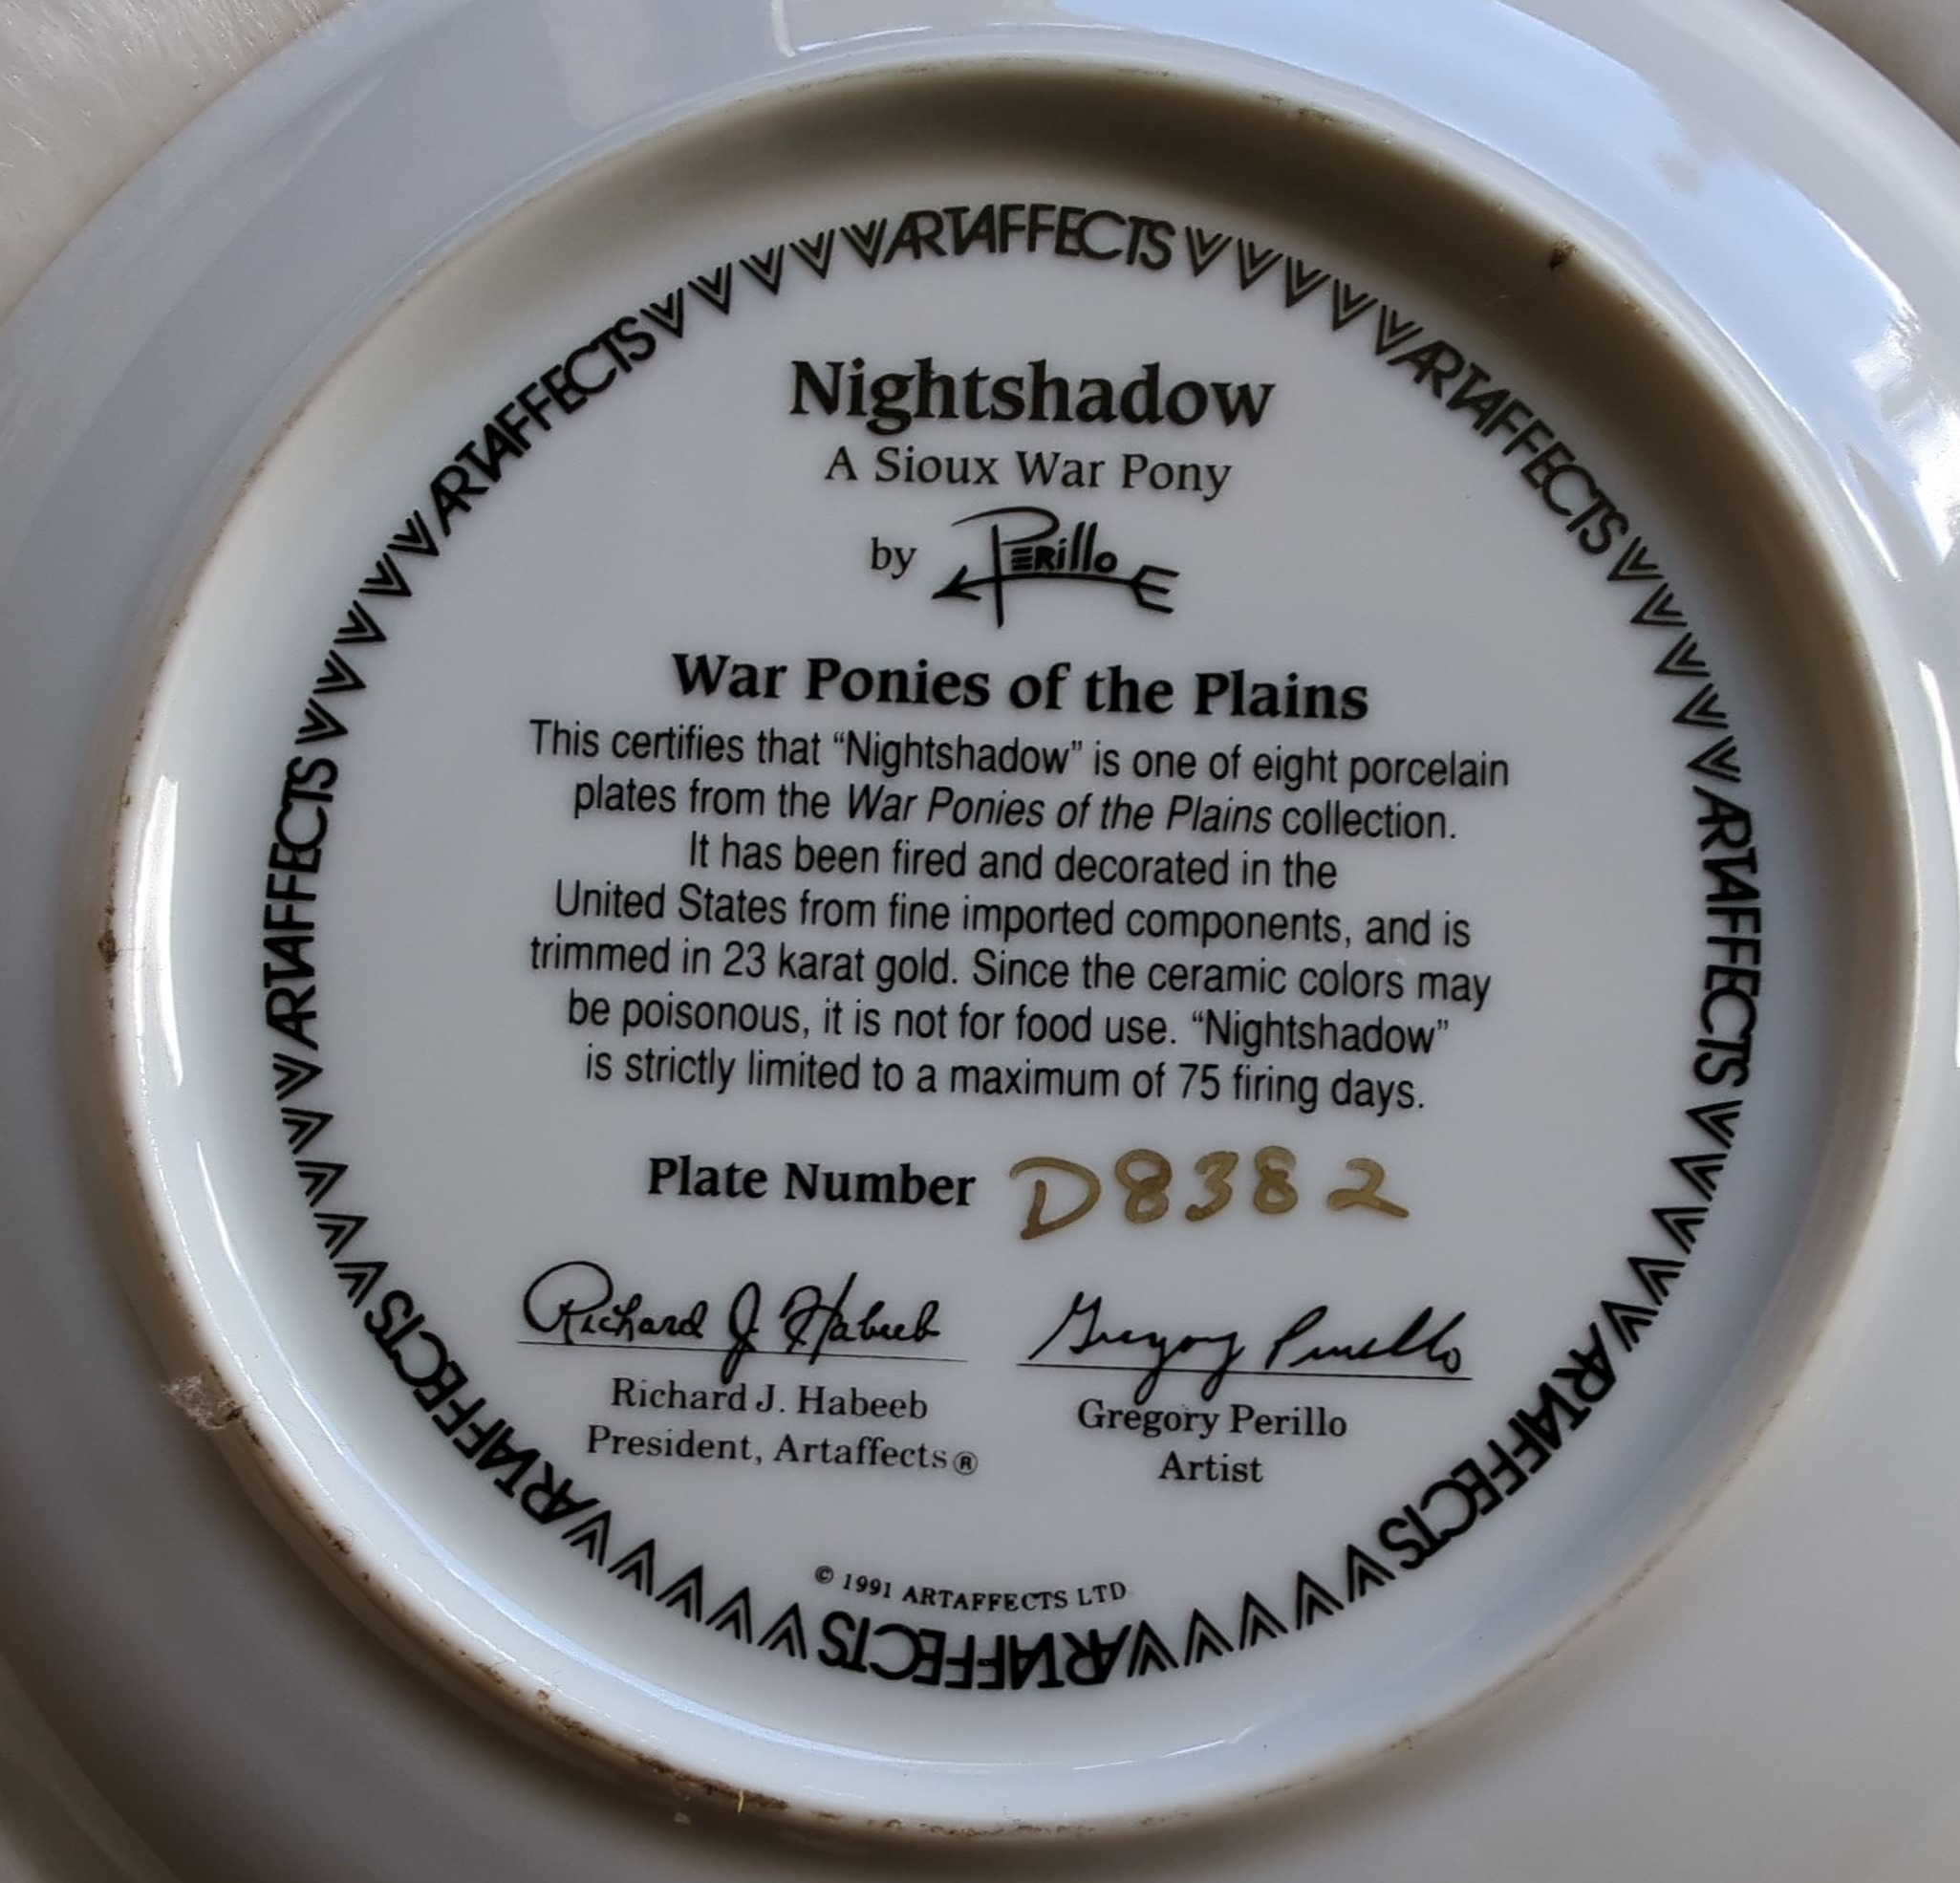 ARTAFFECTS
ARTAFFECTS
ARTAFFECTS
ARTAFFECTS
ARTAFFECTS
ARTAFFECTS
ARTAFFECTS
ARTAFFECTS
Nightshadow
A Sioux War Pony
by Perillo
War Ponies of the Plains
This certifies that “Nightshadow” is one of eight porcelain
plates from the War Ponies of the Plains collection.
It has been fired and decorated in the
United States from fine imported components, and is
trimmed in 23 karat gold. Since the ceramic colors may
be poisonous, it is not for food use. “Nightshadow”
is strictly limited to a maximum of 75 firing days.
Plate Number D8382
Richard J. Habeeb Gregory Perillo
Richard J. Habeeb Gregory Perillo
President, Artaffects® Artist
© 1991 ARTAFFECTS LTD